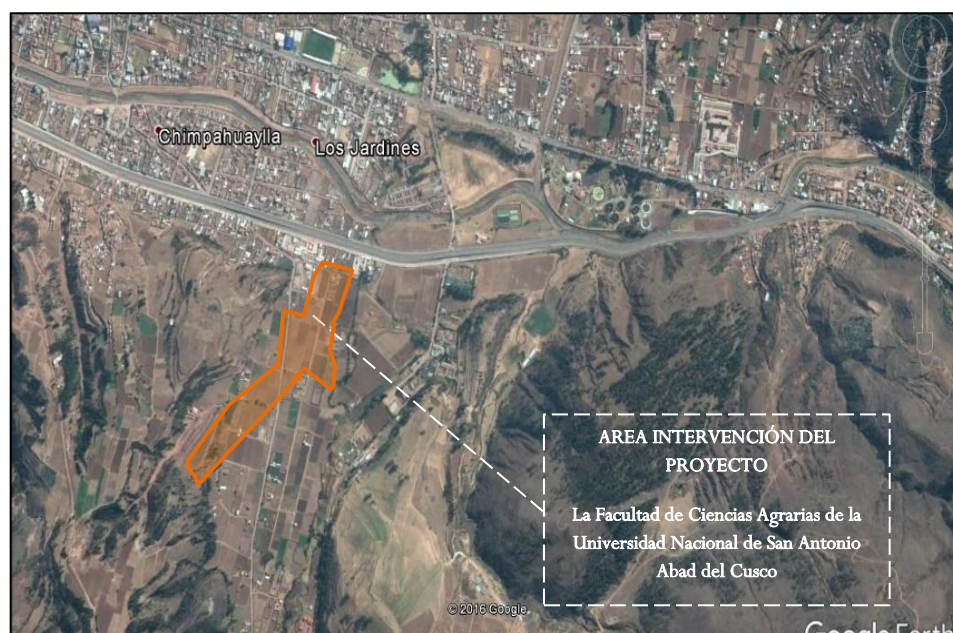 Chimpahuaylla
Los Jardines
AREA INTERVENCIÓN DEL
PROYECTO
La Facultad de Ciencias Agrarias de la
Universidad Nacional de San Antonio
Abad del Cusco
© 2016 Google
Google Earth